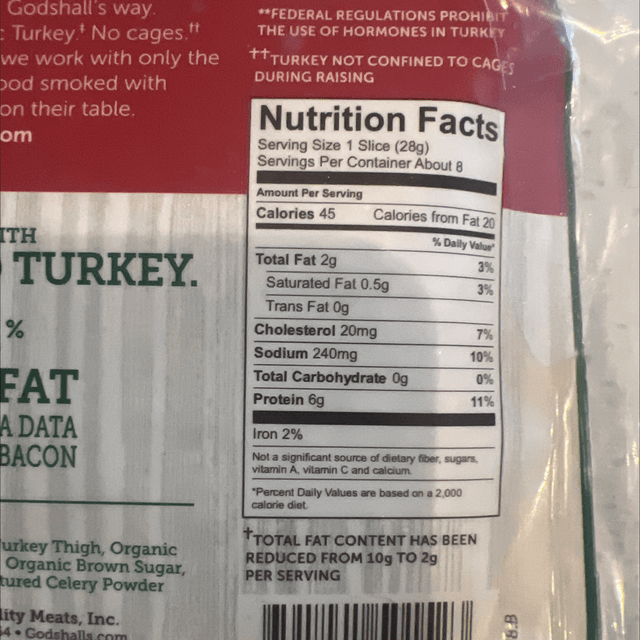 Godshall's way.
Turkey.† No cages.††
we work with only the
smoked with
on their table.
om
**FEDERAL REGULATIONS PROHIBIT
THE USE OF HORMONES IN TURKEY
††TURKEY NOT CONFINED TO CAGES
DURING RAISING
Nutrition Facts
Serving Size 1 Slice (28g)
Servings Per Container About 8
Amount Per Serving
Calories 45 Calories from Fat 20
% Daily Value*
Total Fat 2g 3%
Saturated Fat 0.5g 3%
Trans Fat 0g
Cholesterol 20mg 7%
Sodium 240mg 10%
Total Carbohydrate 0g 0%
Protein 6g 11%
Iron 2%
Not a significant source of dietary fiber, sugars,
vitamin A, vitamin C and calcium.
*Percent Daily Values are based on a 2,000
calorie diet.
†TOTAL FAT CONTENT HAS BEEN
REDUCED FROM 10g TO 2g
PER SERVING
ITH
TURKEY.
%
FAT
A DATA
BACON
urkey Thigh, Organic
Organic Brown Sugar,
tured Celery Powder
lity Meats, Inc.
54 • Godshalls.com
E.B